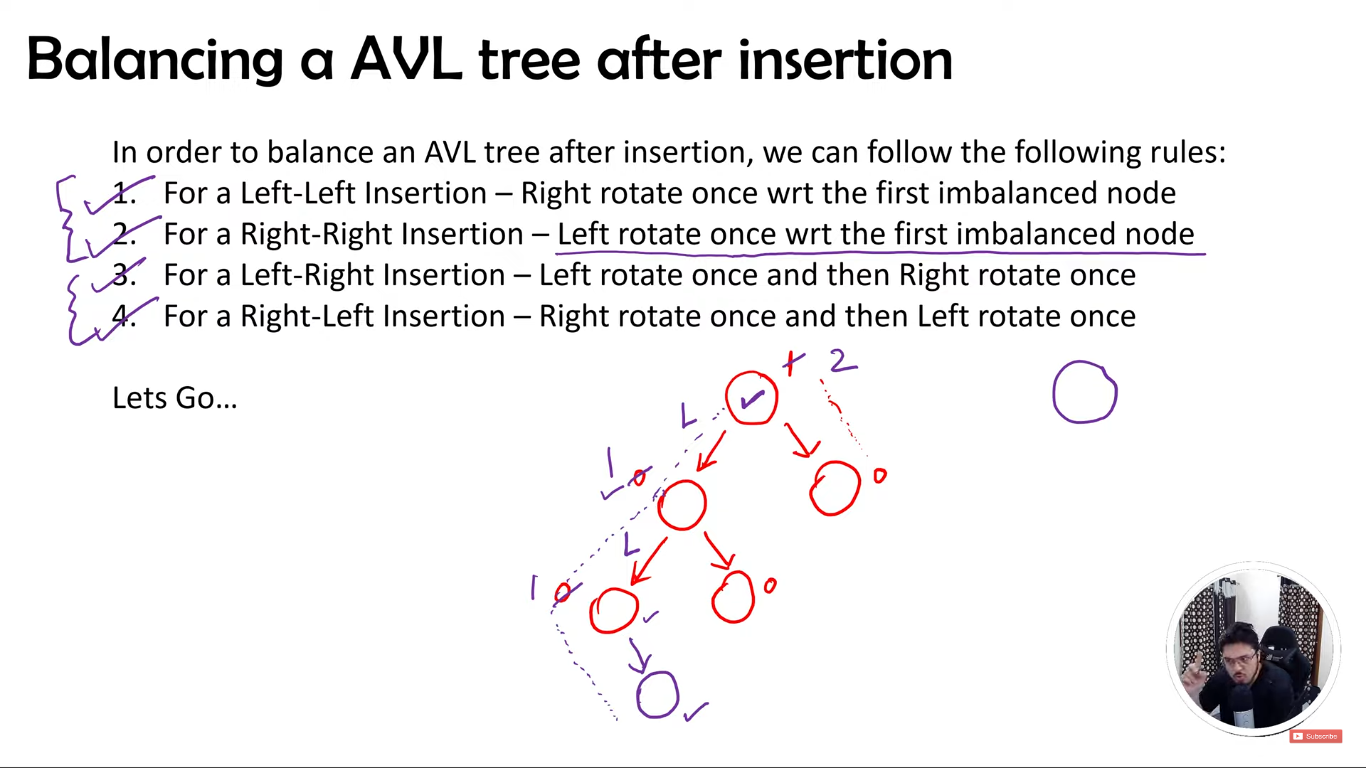 Balancing a AVL tree after insertion
In order to balance an AVL tree after insertion, we can follow the following rules:
1. For a Left-Left Insertion – Right rotate once wrt the first imbalanced node
2. For a Right-Right Insertion – Left rotate once wrt the first imbalanced node
3. For a Left-Right Insertion – Left rotate once and then Right rotate once
4. For a Right-Left Insertion – Right rotate once and then Left rotate once
Lets Go...
1 2
L
1 0 0
L
1 0 0
Subscribe